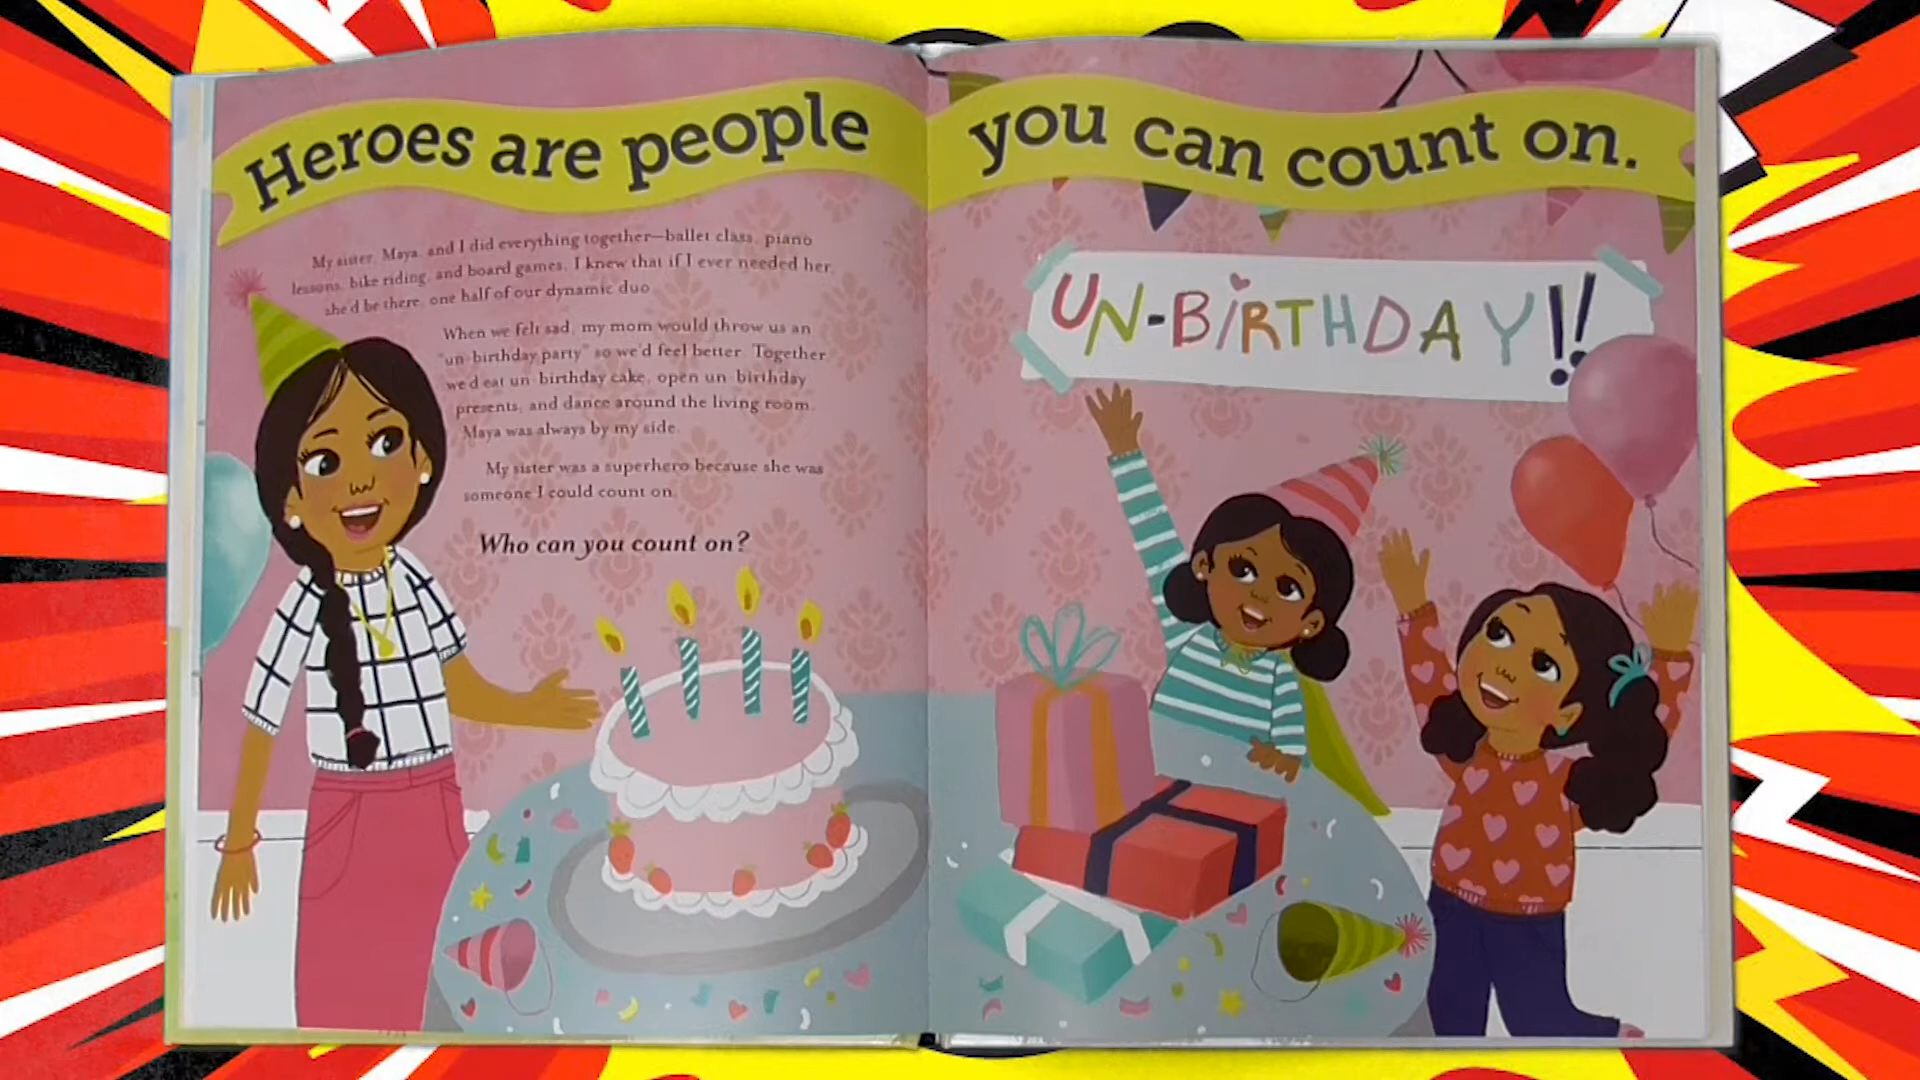 Heroes are people you can count on.
My sister, Maya, and I did everything together—ballet class, piano
lessons, bike riding, and board games. I knew that if I ever needed her,
she'd be there, one half of our dynamic duo.
When we felt sad, my mom would throw us an
"un-birthday party" so we'd feel better. Together,
we'd eat un-birthday cake, open un-birthday
presents, and dance around the living room.
Maya was always by my side.
My sister was a superhero because she was
someone I could count on.
Who can you count on?
UN-BIRTHDAY!!